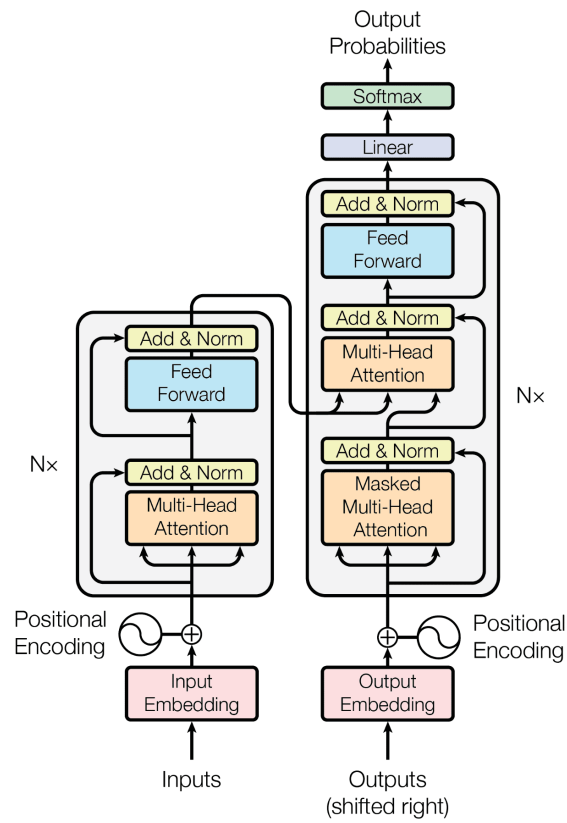 Output
Probabilities
Softmax
Linear
Add & Norm
Feed
Forward
Add & Norm
Multi-Head
Attention
Nx
Add & Norm
Masked
Multi-Head
Attention
Add & Norm
Feed
Forward
N×
Add & Norm
Multi-Head
Attention
Positional
Encoding
Positional
Encoding
Input
Embedding
Output
Embedding
Inputs
Outputs
(shifted right)